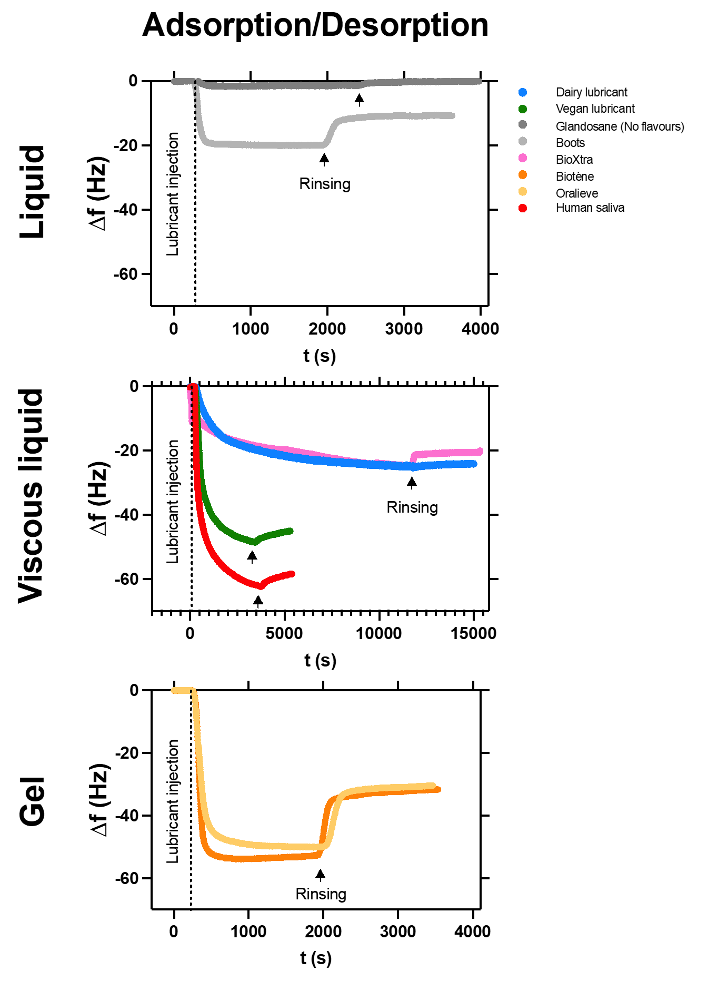 Adsorption/Desorption
Liquid
Δf (Hz)
0
-20
-40
-60
Lubricant injection
Rinsing
0 1000 2000 3000 4000
t (s)
Dairy lubricant
Vegan lubricant
Glandosane (No flavours)
Boots
BioXtra
Biotène
Oralieve
Human saliva
Viscous liquid
Δf (Hz)
0
-20
-40
-60
Lubricant injection
Rinsing
0 5000 10000 15000
t (s)
Gel
Δf (Hz)
0
-20
-40
-60
Lubricant injection
Rinsing
0 1000 2000 3000 4000
t (s)